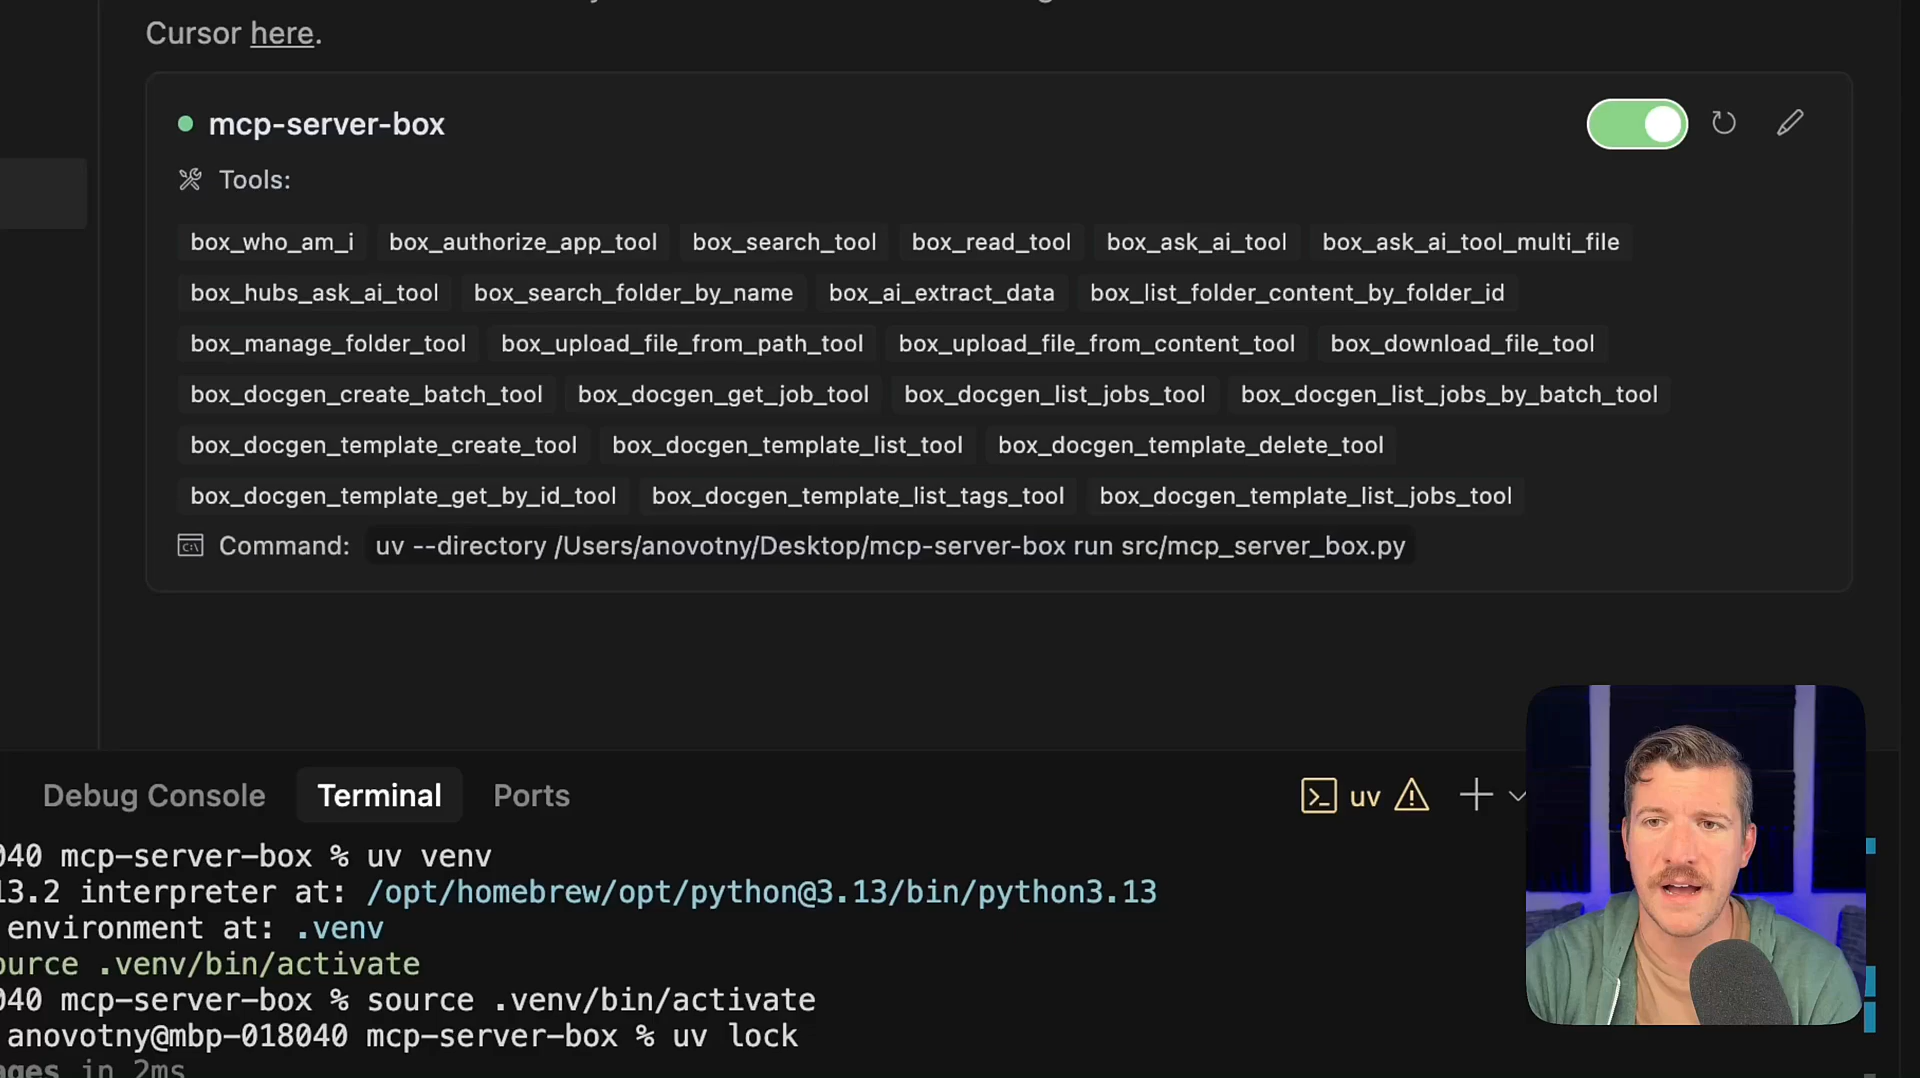 Cursor here.
mcp-server-box
Tools:
box_who_am_i box_authorize_app_tool box_search_tool box_read_tool box_ask_ai_tool box_ask_ai_tool_multi_file
box_hubs_ask_ai_tool box_search_folder_by_name box_ai_extract_data box_list_folder_content_by_folder_id
box_manage_folder_tool box_upload_file_from_path_tool box_upload_file_from_content_tool box_download_file_tool
box_docgen_create_batch_tool box_docgen_get_job_tool box_docgen_list_jobs_tool box_docgen_list_jobs_by_batch_tool
box_docgen_template_create_tool box_docgen_template_list_tool box_docgen_template_delete_tool
box_docgen_template_get_by_id_tool box_docgen_template_list_tags_tool box_docgen_template_list_jobs_tool
Command: uv --directory /Users/anovotny/Desktop/mcp-server-box run src/mcp_server_box.py
Debug Console Terminal Ports uv
040 mcp-server-box % uv venv
13.2 interpreter at: /opt/homebrew/opt/python@3.13/bin/python3.13
environment at: .venv
ource .venv/bin/activate
040 mcp-server-box % source .venv/bin/activate
anovotny@mbp-018040 mcp-server-box % uv lock
ages in 2ms